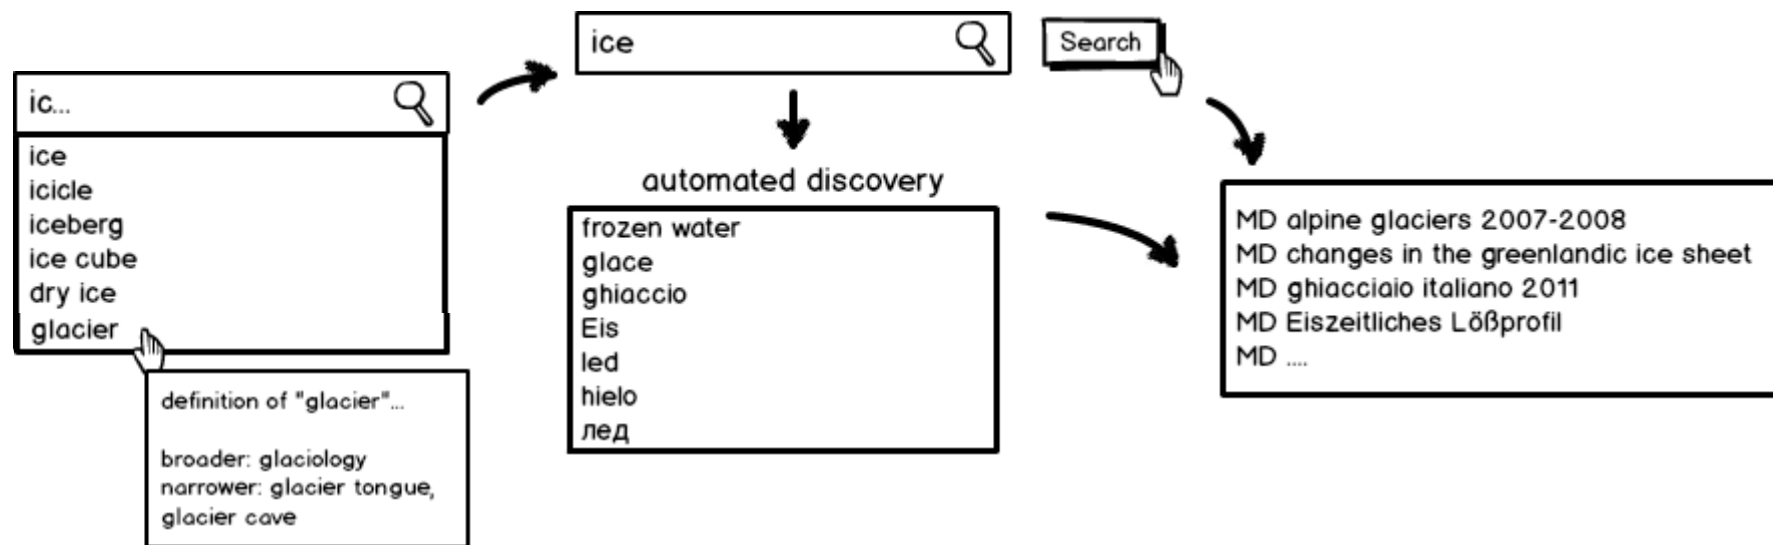 ic...
ice
icicle
iceberg
ice cube
dry ice
glacier
definition of "glacier"...
broader: glaciology
narrower: glacier tongue,
glacier cave
ice
Search
automated discovery
frozen water
glace
ghiaccio
Eis
led
hielo
лед
MD alpine glaciers 2007-2008
MD changes in the greenlandic ice sheet
MD ghiacciaio italiano 2011
MD Eiszeitliches Lößprofil
MD ....